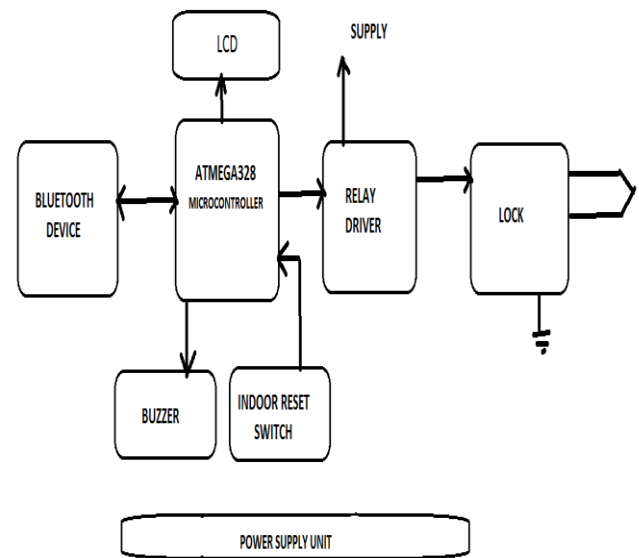 LCD
SUPPLY
BLUETOOTH
DEVICE
ATMEGA328
MICROCONTROLLER
RELAY
DRIVER
LOCK
BUZZER
INDOOR RESET
SWITCH
POWER SUPPLY UNIT